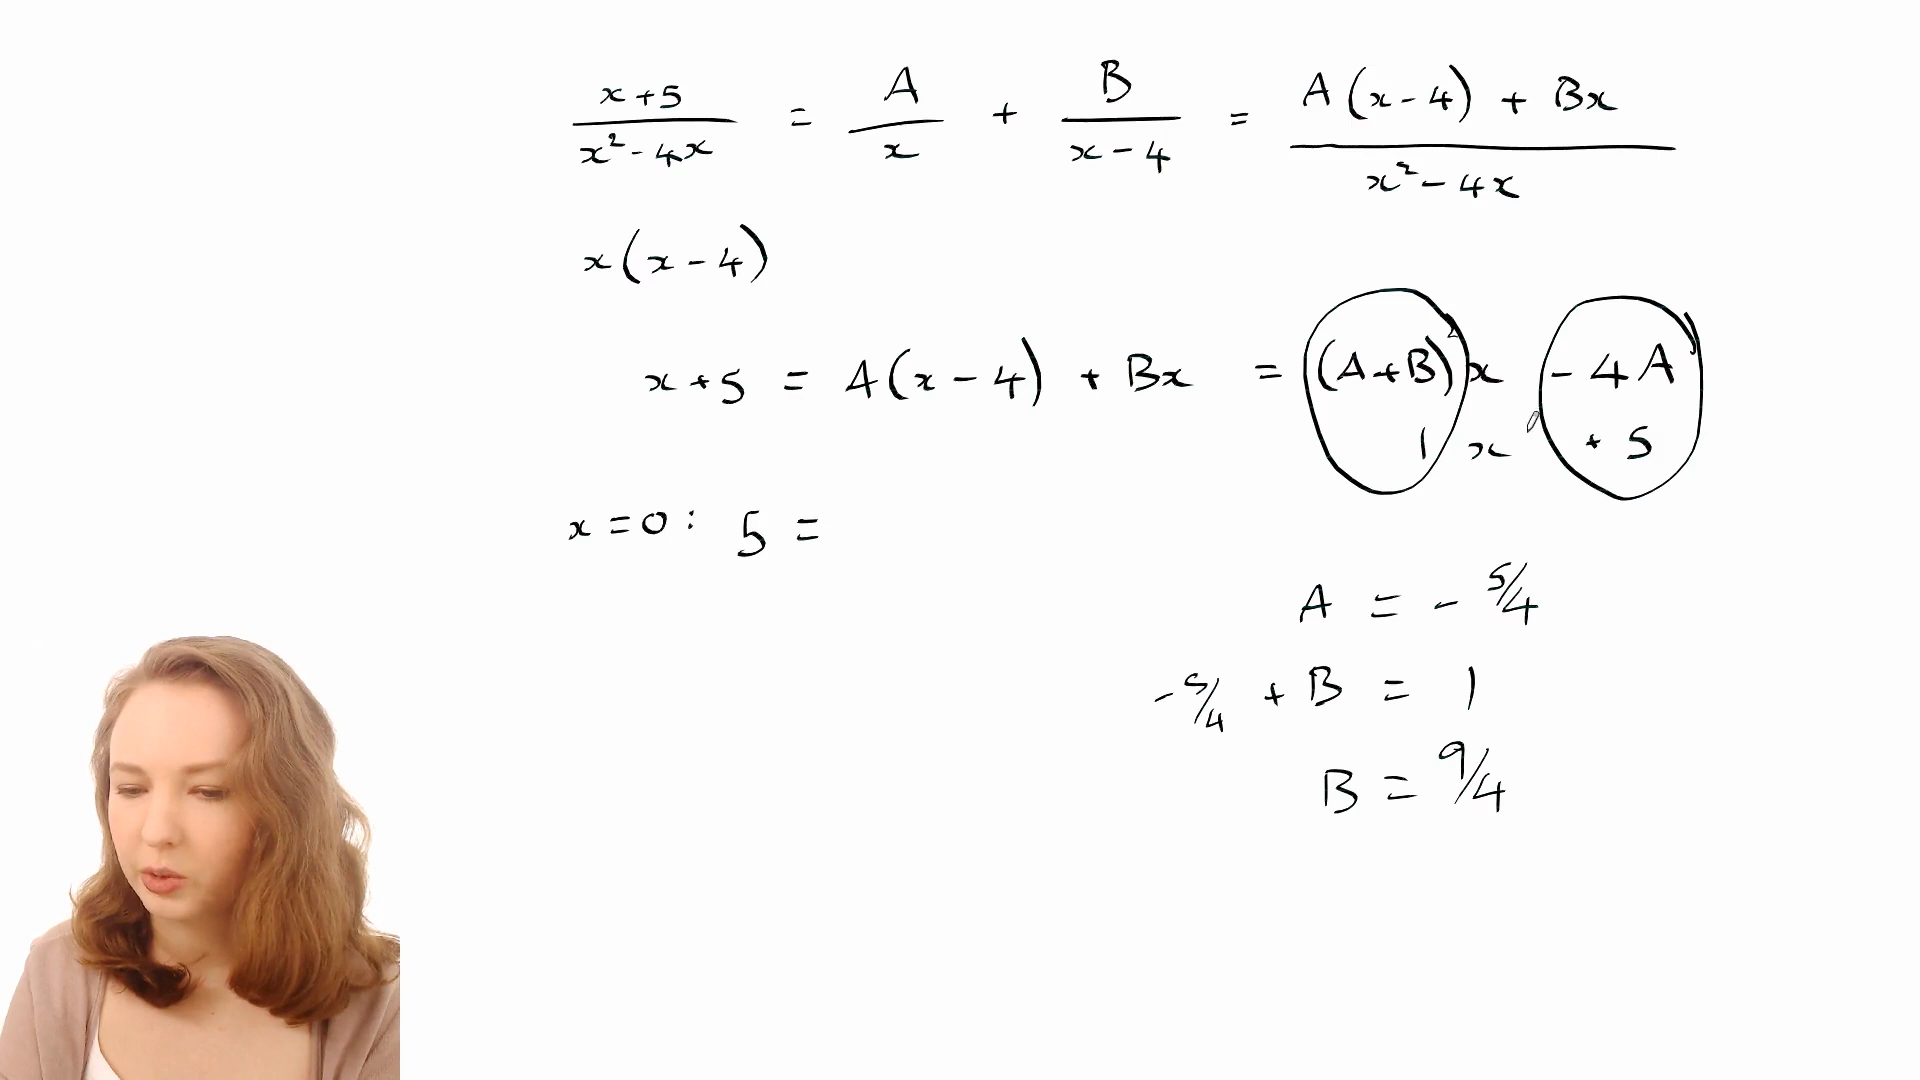 x+5/x²-4x = A/x + B/x-4 = A(x-4) + Bx/x²-4x
x(x-4)
x+5 = A(x-4) + Bx = (A+B)x - 4A
1x + 5
x=0: 5 =
A = - 5/4
- 5/4 + B = 1
B = 9/4